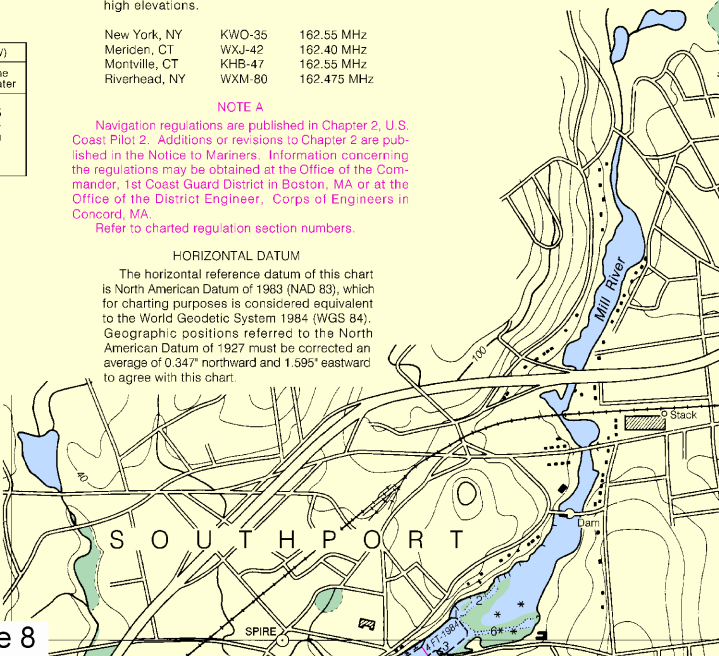 high elevations.
New York, NY KWO-35 162.55 MHz
Meriden, CT WXJ-42 162.40 MHz
Montville, CT KHB-47 162.55 MHz
Riverhead, NY WXM-80 162.475 MHz
NOTE A
Navigation regulations are published in Chapter 2, U.S.
Coast Pilot 2. Additions or revisions to Chapter 2 are pub-
lished in the Notice to Mariners. Information concerning
the regulations may be obtained at the Office of the Com-
mander, 1st Coast Guard District in Boston, MA or at the
Office of the District Engineer, Corps of Engineers in
Concord, MA.
Refer to charted regulation section numbers.
HORIZONTAL DATUM
The horizontal reference datum of this chart
is North American Datum of 1983 (NAD 83), which
for charting purposes is considered equivalent
to the World Geodetic System 1984 (WGS 84).
Geographic positions referred to the North
American Datum of 1927 must be corrected an
average of 0.347" northward and 1.595" eastward
to agree with this chart.
Mill River
100
Stack
40
Dam
SOUTHPORT
2
6
4 FT-1984
SPIRE
e 8